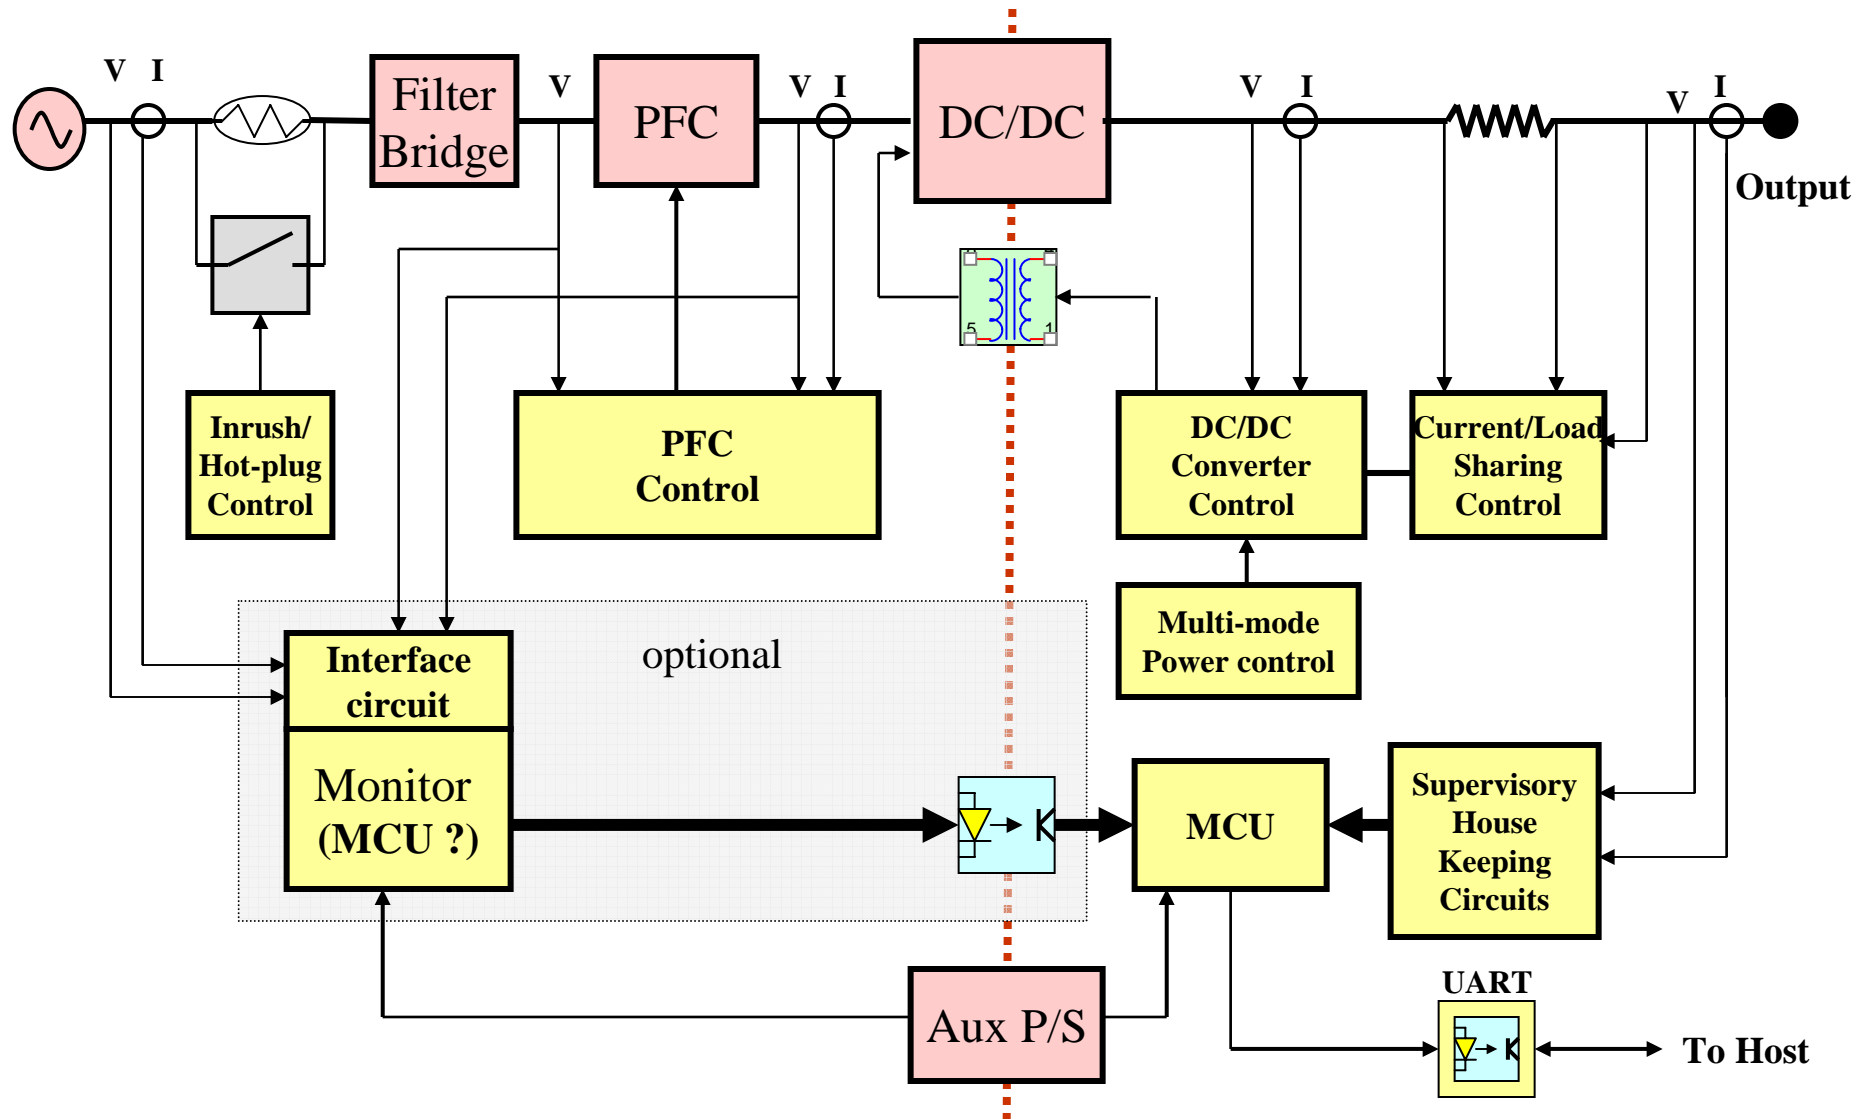 V I
V
V I
V I
V I
Filter
Bridge
PFC
DC/DC
Output
5 1
Inrush/
Hot-plug
Control
PFC
Control
DC/DC
Converter
Control
Current/Load
Sharing
Control
Multi-mode
Power control
optional
Interface
circuit
Monitor
(MCU ?)
MCU
Supervisory
House
Keeping
Circuits
Aux P/S
UART
To Host